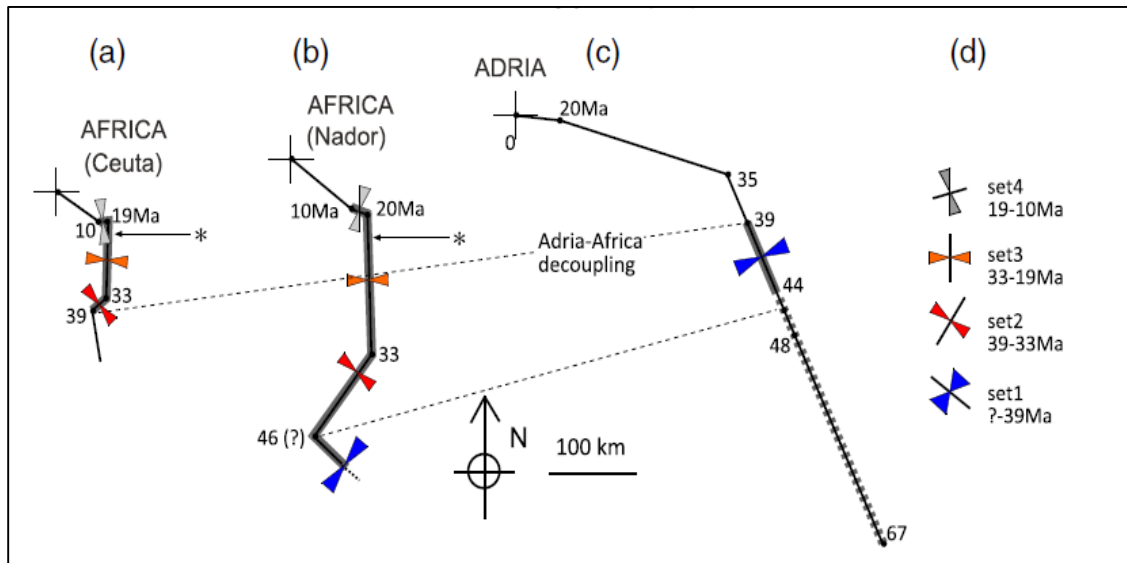 (a)
(b)
(c)
(d)
AFRICA
(Ceuta)
10
19Ma
*
33
39
AFRICA
(Nador)
10Ma
20Ma
*
33
46 (?)
ADRIA
0
20Ma
35
39
44
48
67
Adria-Africa
decoupling
N
100 km
set4
19-10Ma
set3
33-19Ma
set2
39-33Ma
set1
?-39Ma